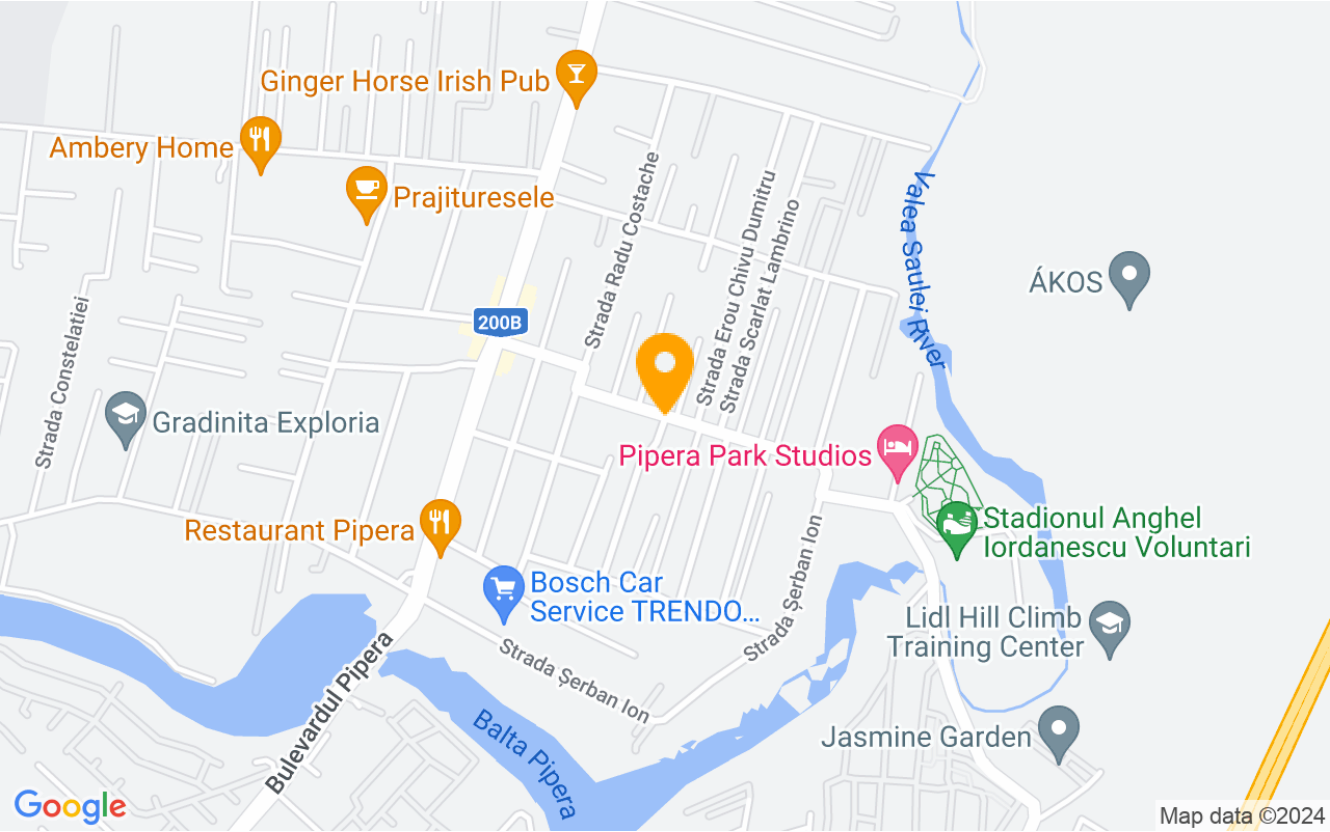 Ginger Horse Irish Pub
Ambery Home
Prajituresele
Strada Radu Costache
Strada Erou Chivu Dumitru
Strada Scarlat Lambrino
Valea Saulei River
ÁKOS
200B
Strada Constelatiei
Gradinita Exploria
Pipera Park Studios
Restaurant Pipera
Stadionul Anghel
Iordanescu Voluntari
Bosch Car
Service TRENDO...
Strada Șerban Ion
Lidl Hill Climb
Training Center
Strada Șerban Ion
Bulevardul Pipera
Balta Pipera
Jasmine Garden
Google
Map data ©2024